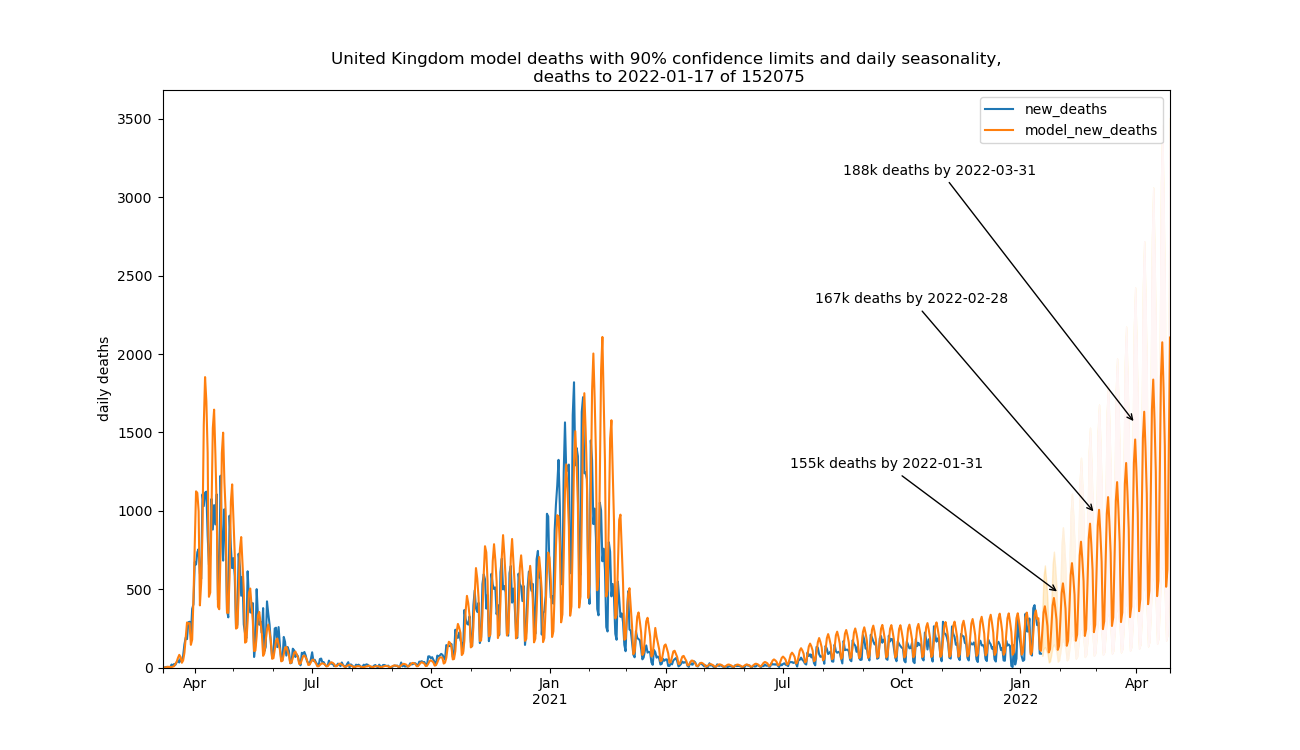 United Kingdom model deaths with 90% confidence limits and daily seasonality,
deaths to 2022-01-17 of 152075
new_deaths
model_new_deaths
188k deaths by 2022-03-31
167k deaths by 2022-02-28
155k deaths by 2022-01-31
daily deaths
3500
3000
2500
2000
1500
1000
500
0
Apr
Jul
Oct
Jan
2021
Apr
Jul
Oct
Jan
2022
Apr